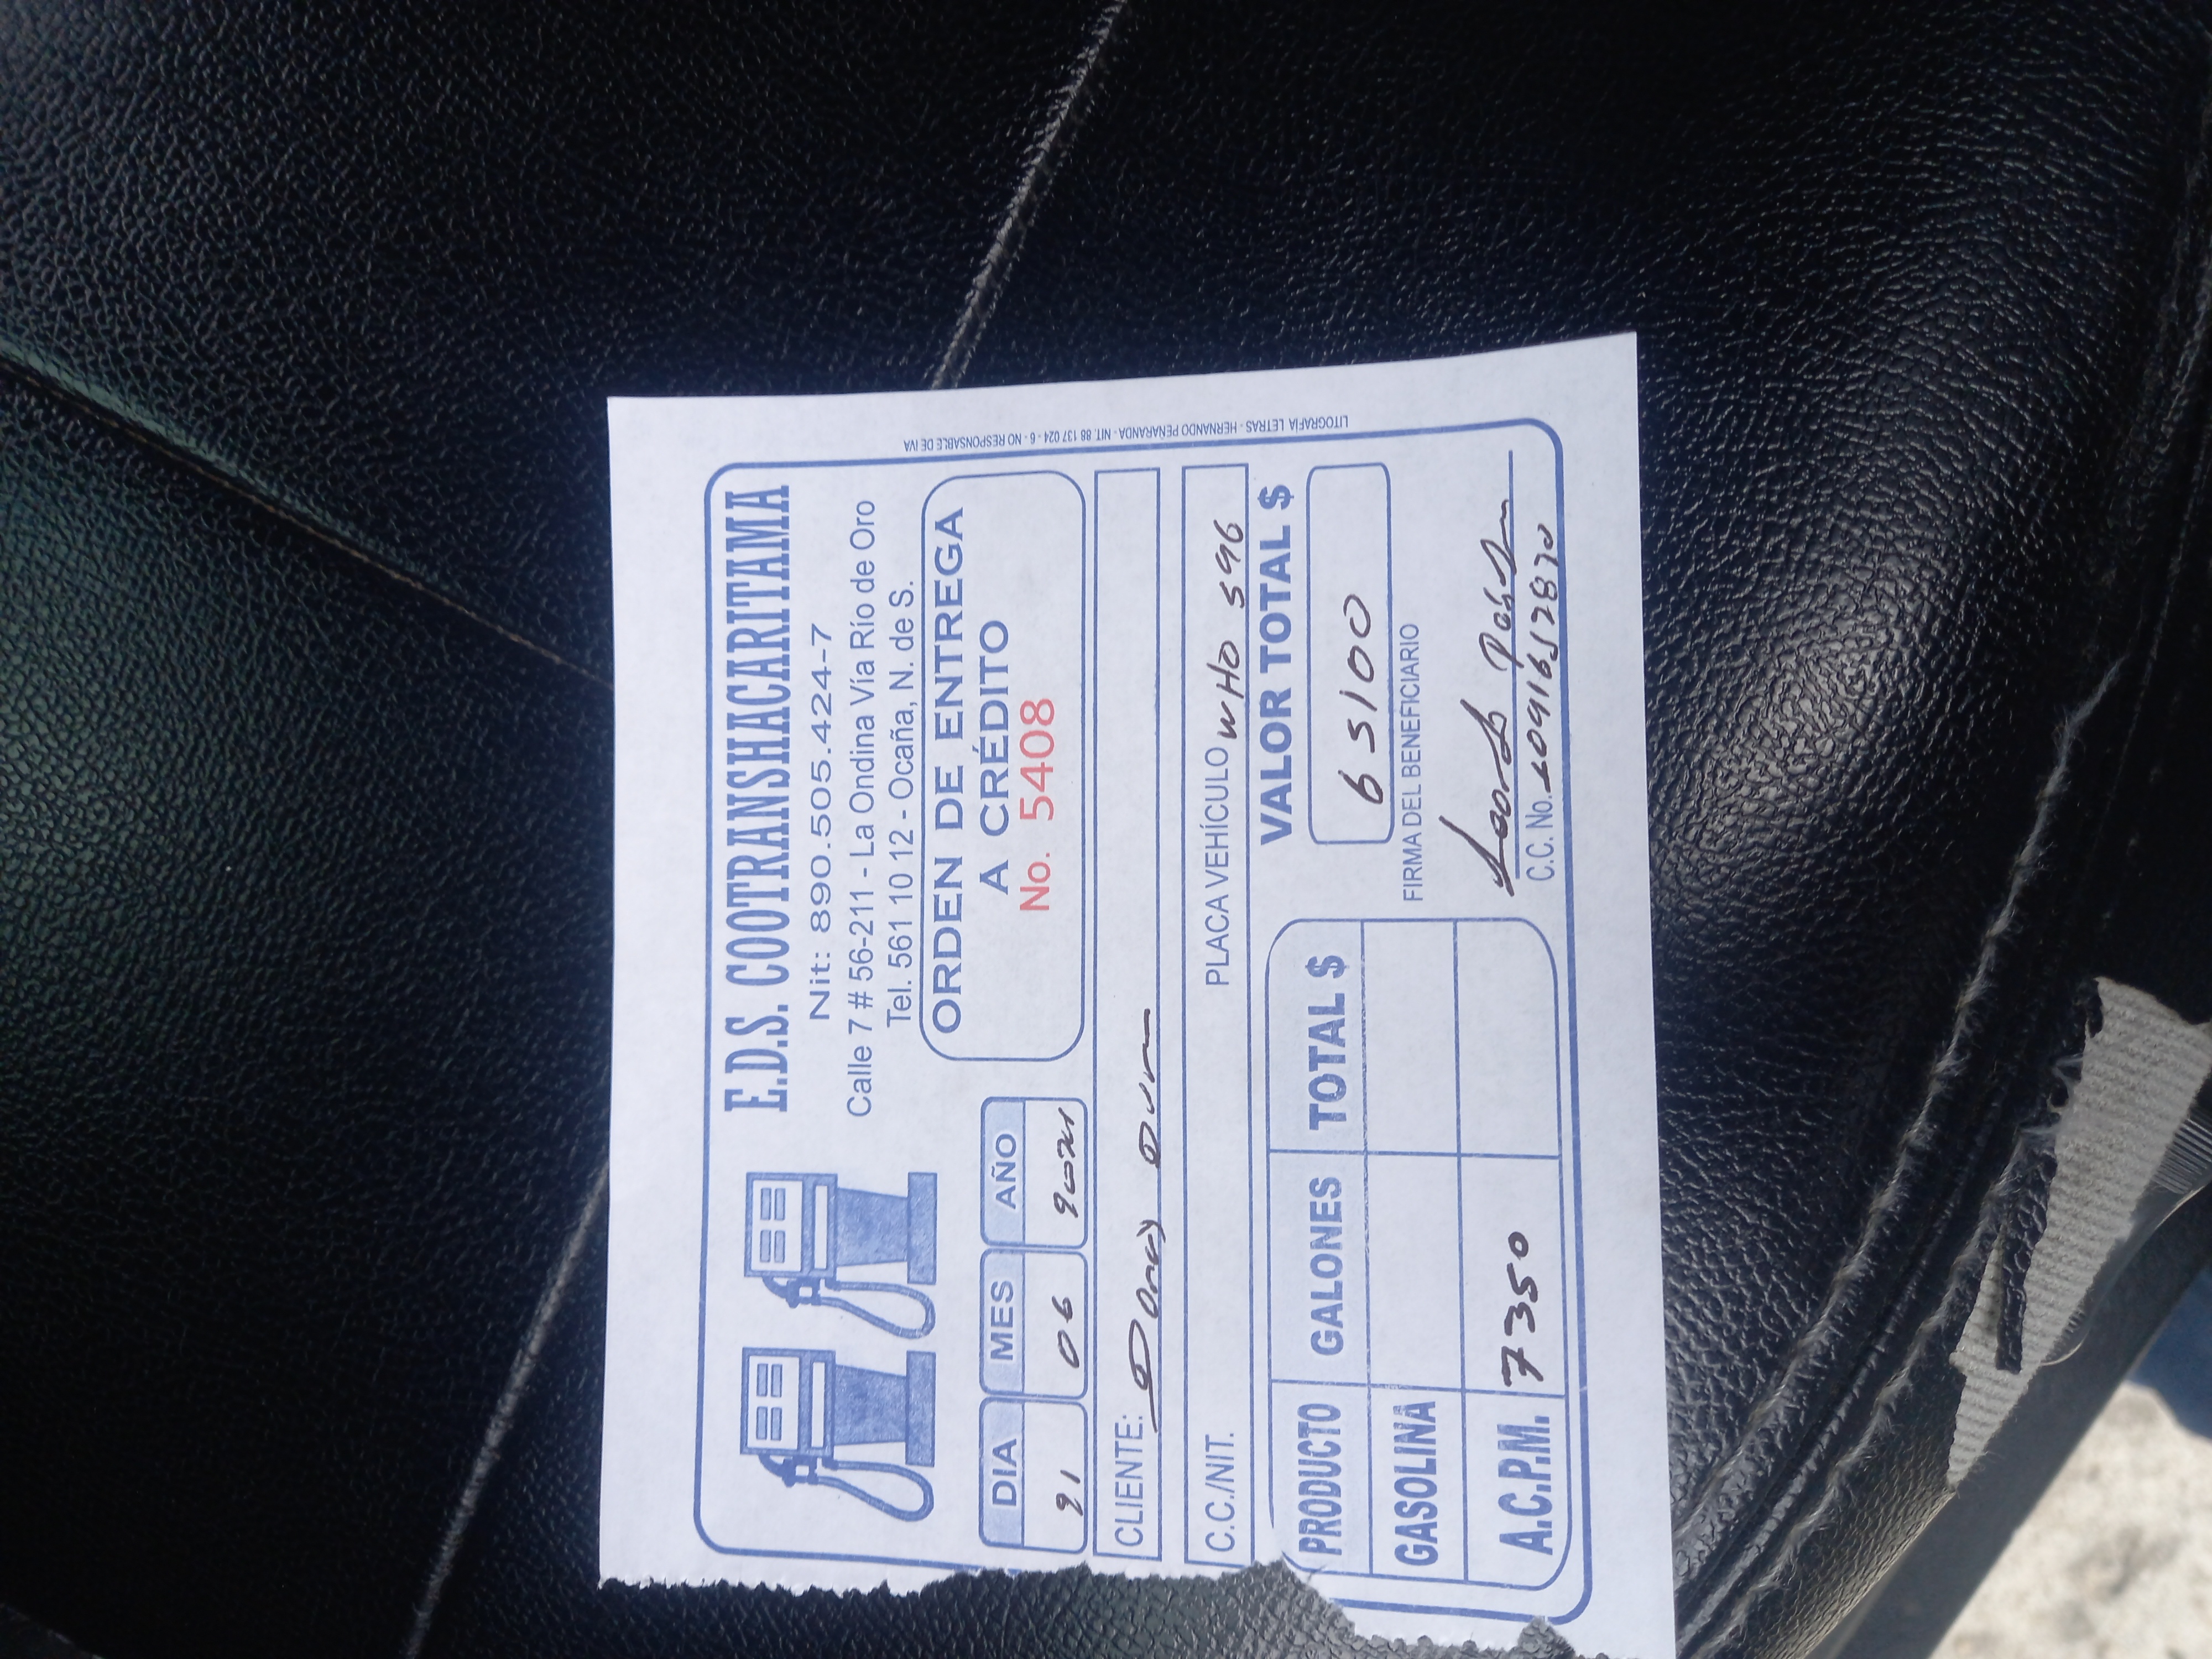 E.D.S. COOTRANSHACARITAMA
Nit: 890.505.424-7
Calle 7 # 56-211 - La Ondina Vía Río de Oro
Tel. 561 10 12 - Ocaña, N. de S.
ORDEN DE ENTREGA
A CRÉDITO
No. 5408
DIA MES AÑO
21 06 2021
CLIENTE:
C.C./NIT. PLACA VEHÍCULO WHO 596
PRODUCTO GALONES TOTAL $
GASOLINA
A.C.P.M. 7350
VALOR TOTAL $
65100
FIRMA DEL BENEFICIARIO
C.C. No.
LITOGRAFÍA LETRAS - HERNANDO PEÑARANDA - NIT. 88 137 024 - 6 - NO RESPONSABLE DE IVA